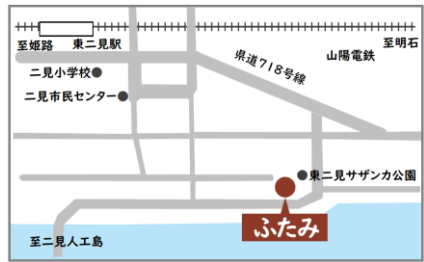 至姫路
東二見駅
山陽電鉄
至明石
県道718号線
二見小学校
二見市民センター
東二見サザンカ公園
ふたみ
至二見人工島